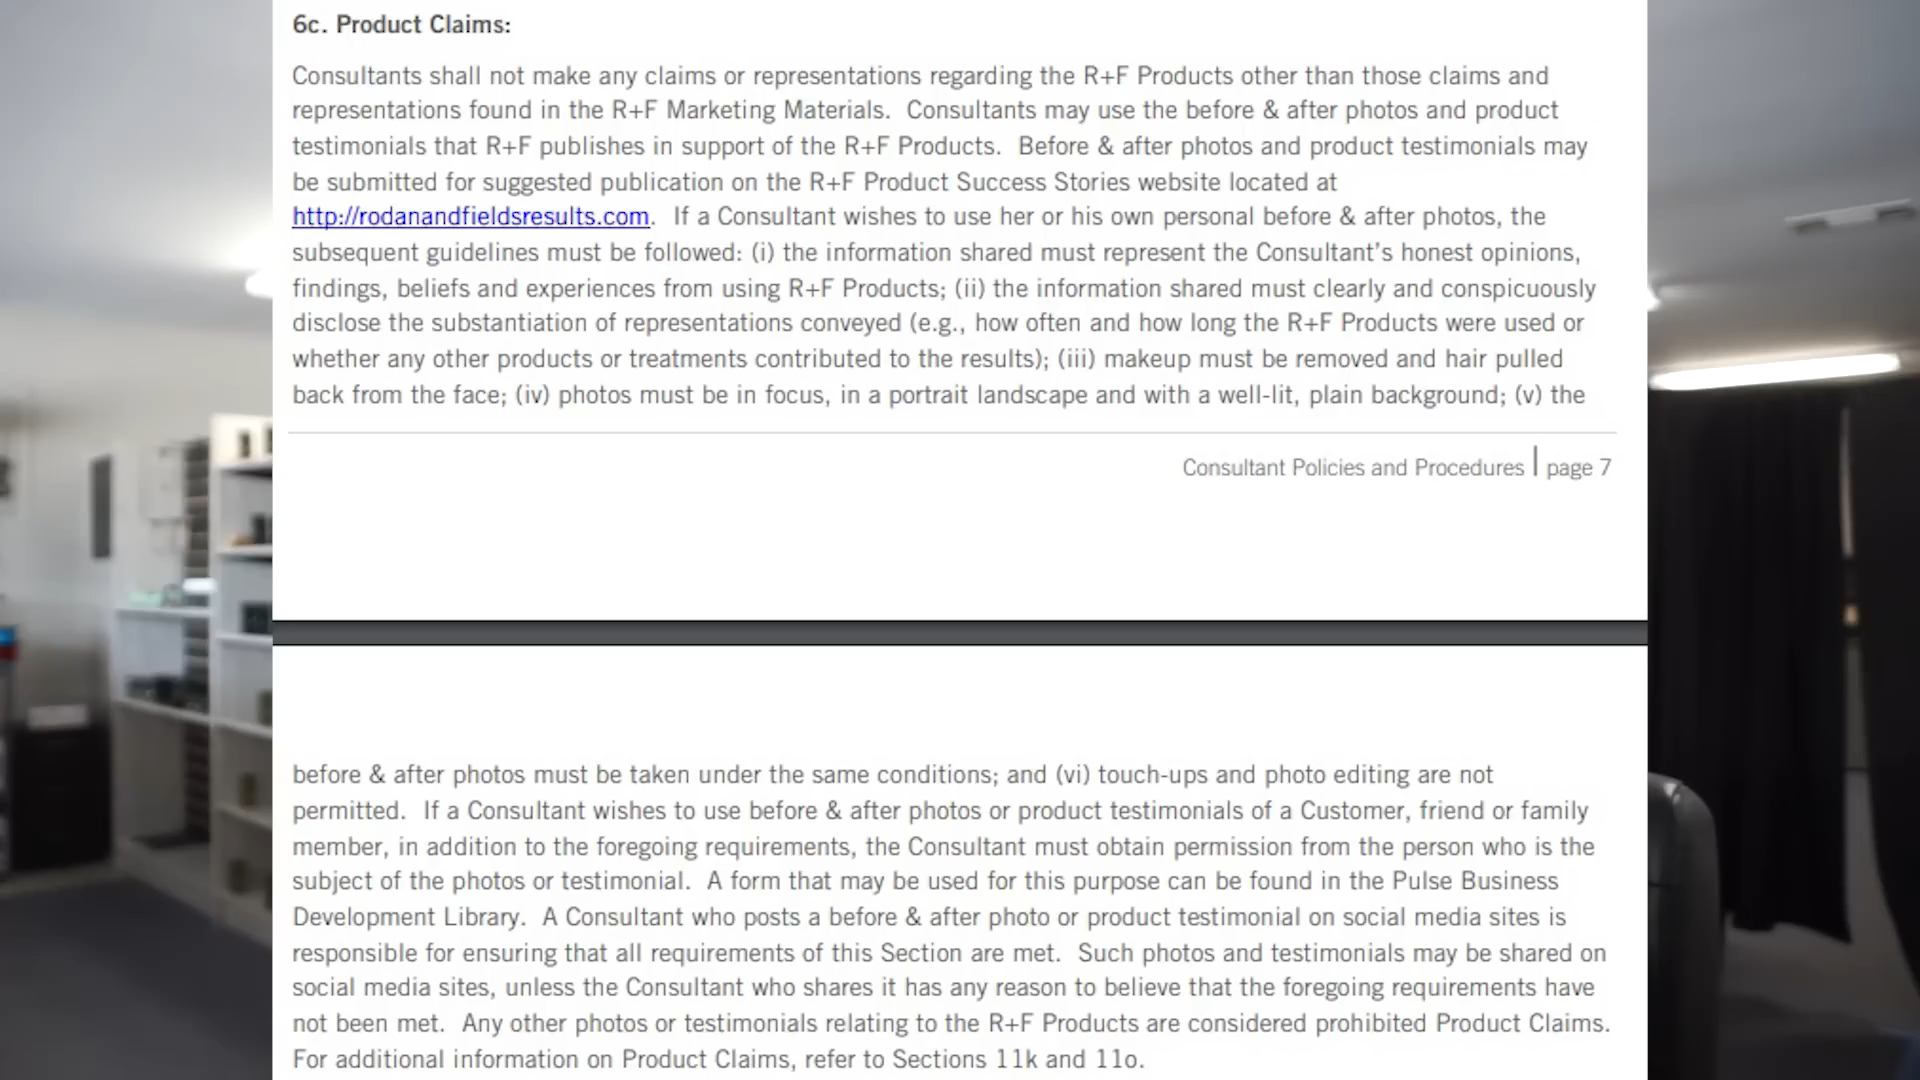 6c. Product Claims:
Consultants shall not make any claims or representations regarding the R+F Products other than those claims and
representations found in the R+F Marketing Materials. Consultants may use the before & after photos and product
testimonials that R+F publishes in support of the R+F Products. Before & after photos and product testimonials may
be submitted for suggested publication on the R+F Product Success Stories website located at
http://rodanandfieldsresults.com. If a Consultant wishes to use her or his own personal before & after photos, the
subsequent guidelines must be followed: (i) the information shared must represent the Consultant's honest opinions,
findings, beliefs and experiences from using R+F Products; (ii) the information shared must clearly and conspicuously
disclose the substantiation of representations conveyed (e.g., how often and how long the R+F Products were used or
whether any other products or treatments contributed to the results); (iii) makeup must be removed and hair pulled
back from the face; (iv) photos must be in focus, in a portrait landscape and with a well-lit, plain background; (v) the
Consultant Policies and Procedures | page 7
before & after photos must be taken under the same conditions; and (vi) touch-ups and photo editing are not
permitted. If a Consultant wishes to use before & after photos or product testimonials of a Customer, friend or family
member, in addition to the foregoing requirements, the Consultant must obtain permission from the person who is the
subject of the photos or testimonial. A form that may be used for this purpose can be found in the Pulse Business
Development Library. A Consultant who posts a before & after photo or product testimonial on social media sites is
responsible for ensuring that all requirements of this Section are met. Such photos and testimonials may be shared on
social media sites, unless the Consultant who shares it has any reason to believe that the foregoing requirements have
not been met. Any other photos or testimonials relating to the R+F Products are considered prohibited Product Claims.
For additional information on Product Claims, refer to Sections 11k and 11o.